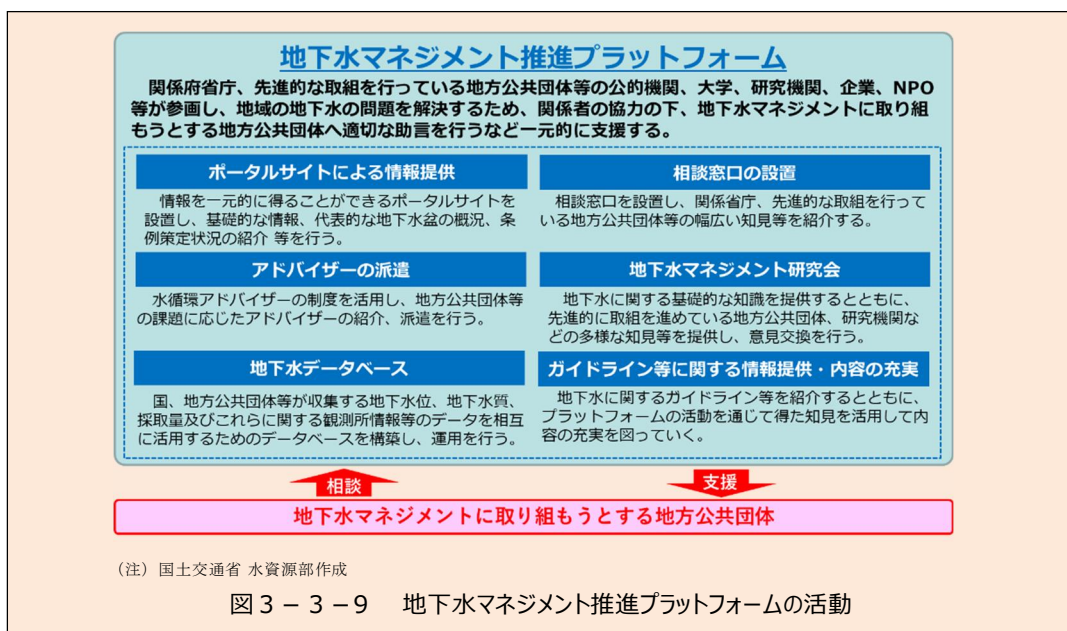 地下水マネジメント推進プラットフォーム
関係府省庁、先進的な取組を行っている地方公共団体等の公的機関、大学、研究機関、企業、NPO
等が参画し、地域の地下水の問題を解決するため、関係者の協力の下、地下水マネジメントに取り組
もうとする地方公共団体へ適切な助言を行うなど一元的に支援する。
ポータルサイトによる情報提供
情報を一元的に得ることができるポータルサイトを
設置し、基礎的な情報、代表的な地下水盆の概況、条
例策定状況の紹介 等を行う。
相談窓口の設置
相談窓口を設置し、関係省庁、先進的な取組を行って
いる地方公共団体等の幅広い知見等を紹介する。
アドバイザーの派遣
水循環アドバイザーの制度を活用し、地方公共団体等
の課題に応じたアドバイザーの紹介、派遣を行う。
地下水マネジメント研究会
地下水に関する基礎的な知識を提供するとともに、
先進的に取組を進めている地方公共団体、研究機関な
どの多様な知見等を提供し、意見交換を行う。
地下水データベース
国、地方公共団体等が収集する地下水位、地下水質、
採取量及びこれらに関する観測所情報等のデータを相互
に活用するためのデータベースを構築し、運用を行う。
ガイドライン等に関する情報提供・内容の充実
地下水に関するガイドライン等を紹介するとともに、
プラットフォームの活動を通じて得た知見を活用して内
容の充実を図っていく。
相談
支援
地下水マネジメントに取り組もうとする地方公共団体
（注）国土交通省 水資源部作成
図３－３－９ 地下水マネジメント推進プラットフォームの活動